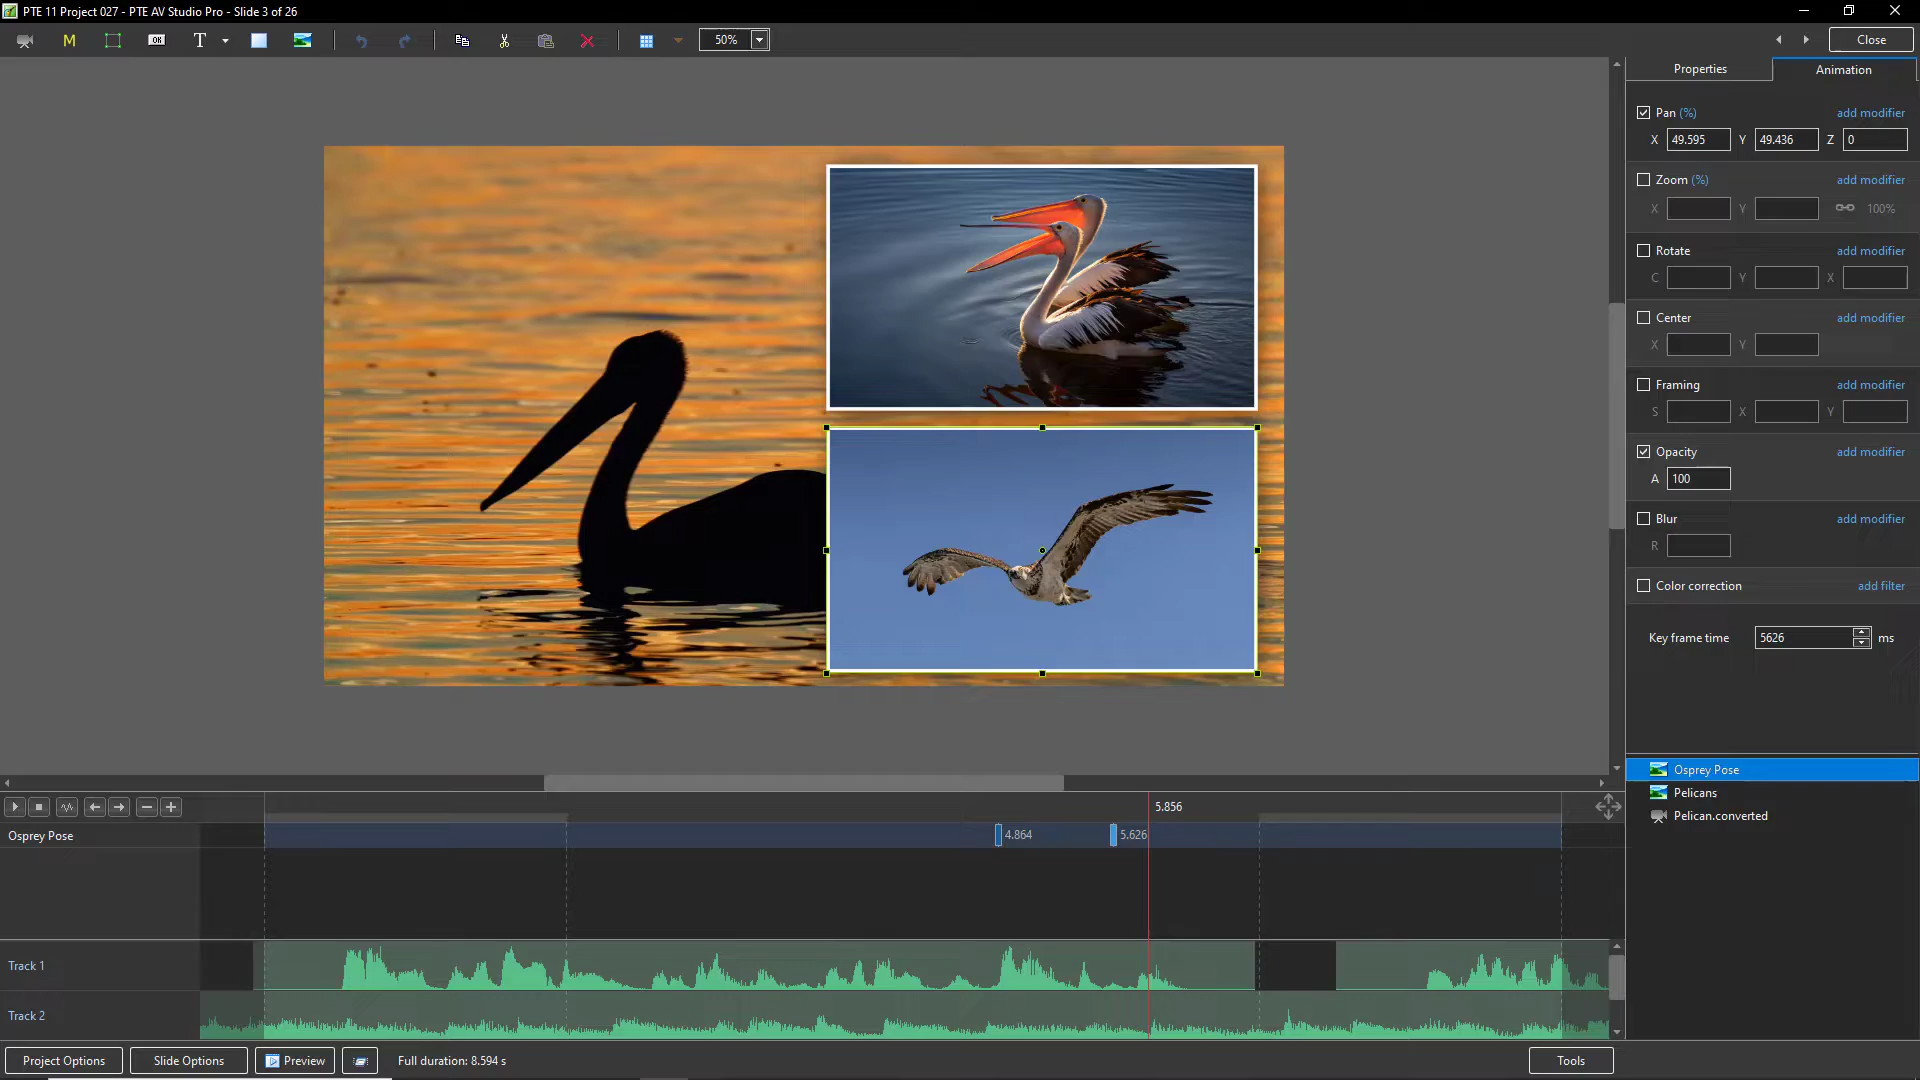 PTE 11 Project 027 - PTE AV Studio Pro - Slide 3 of 26
M OK T 50% Close
Properties Animation
Pan (%) add modifier
X 49.595 Y 49.436 Z 0
Zoom (%) add modifier
X Y 100%
Rotate add modifier
C Y X
Center add modifier
X Y
Framing add modifier
S X Y
Opacity add modifier
A 100
Blur add modifier
R
Color correction add filter
Key frame time 5626 ms
Osprey Pose
Pelicans
Pelican.converted
5.856
Osprey Pose 4.864 5.626
Track 1
Track 2
Project Options Slide Options Preview Full duration: 8.594 s Tools